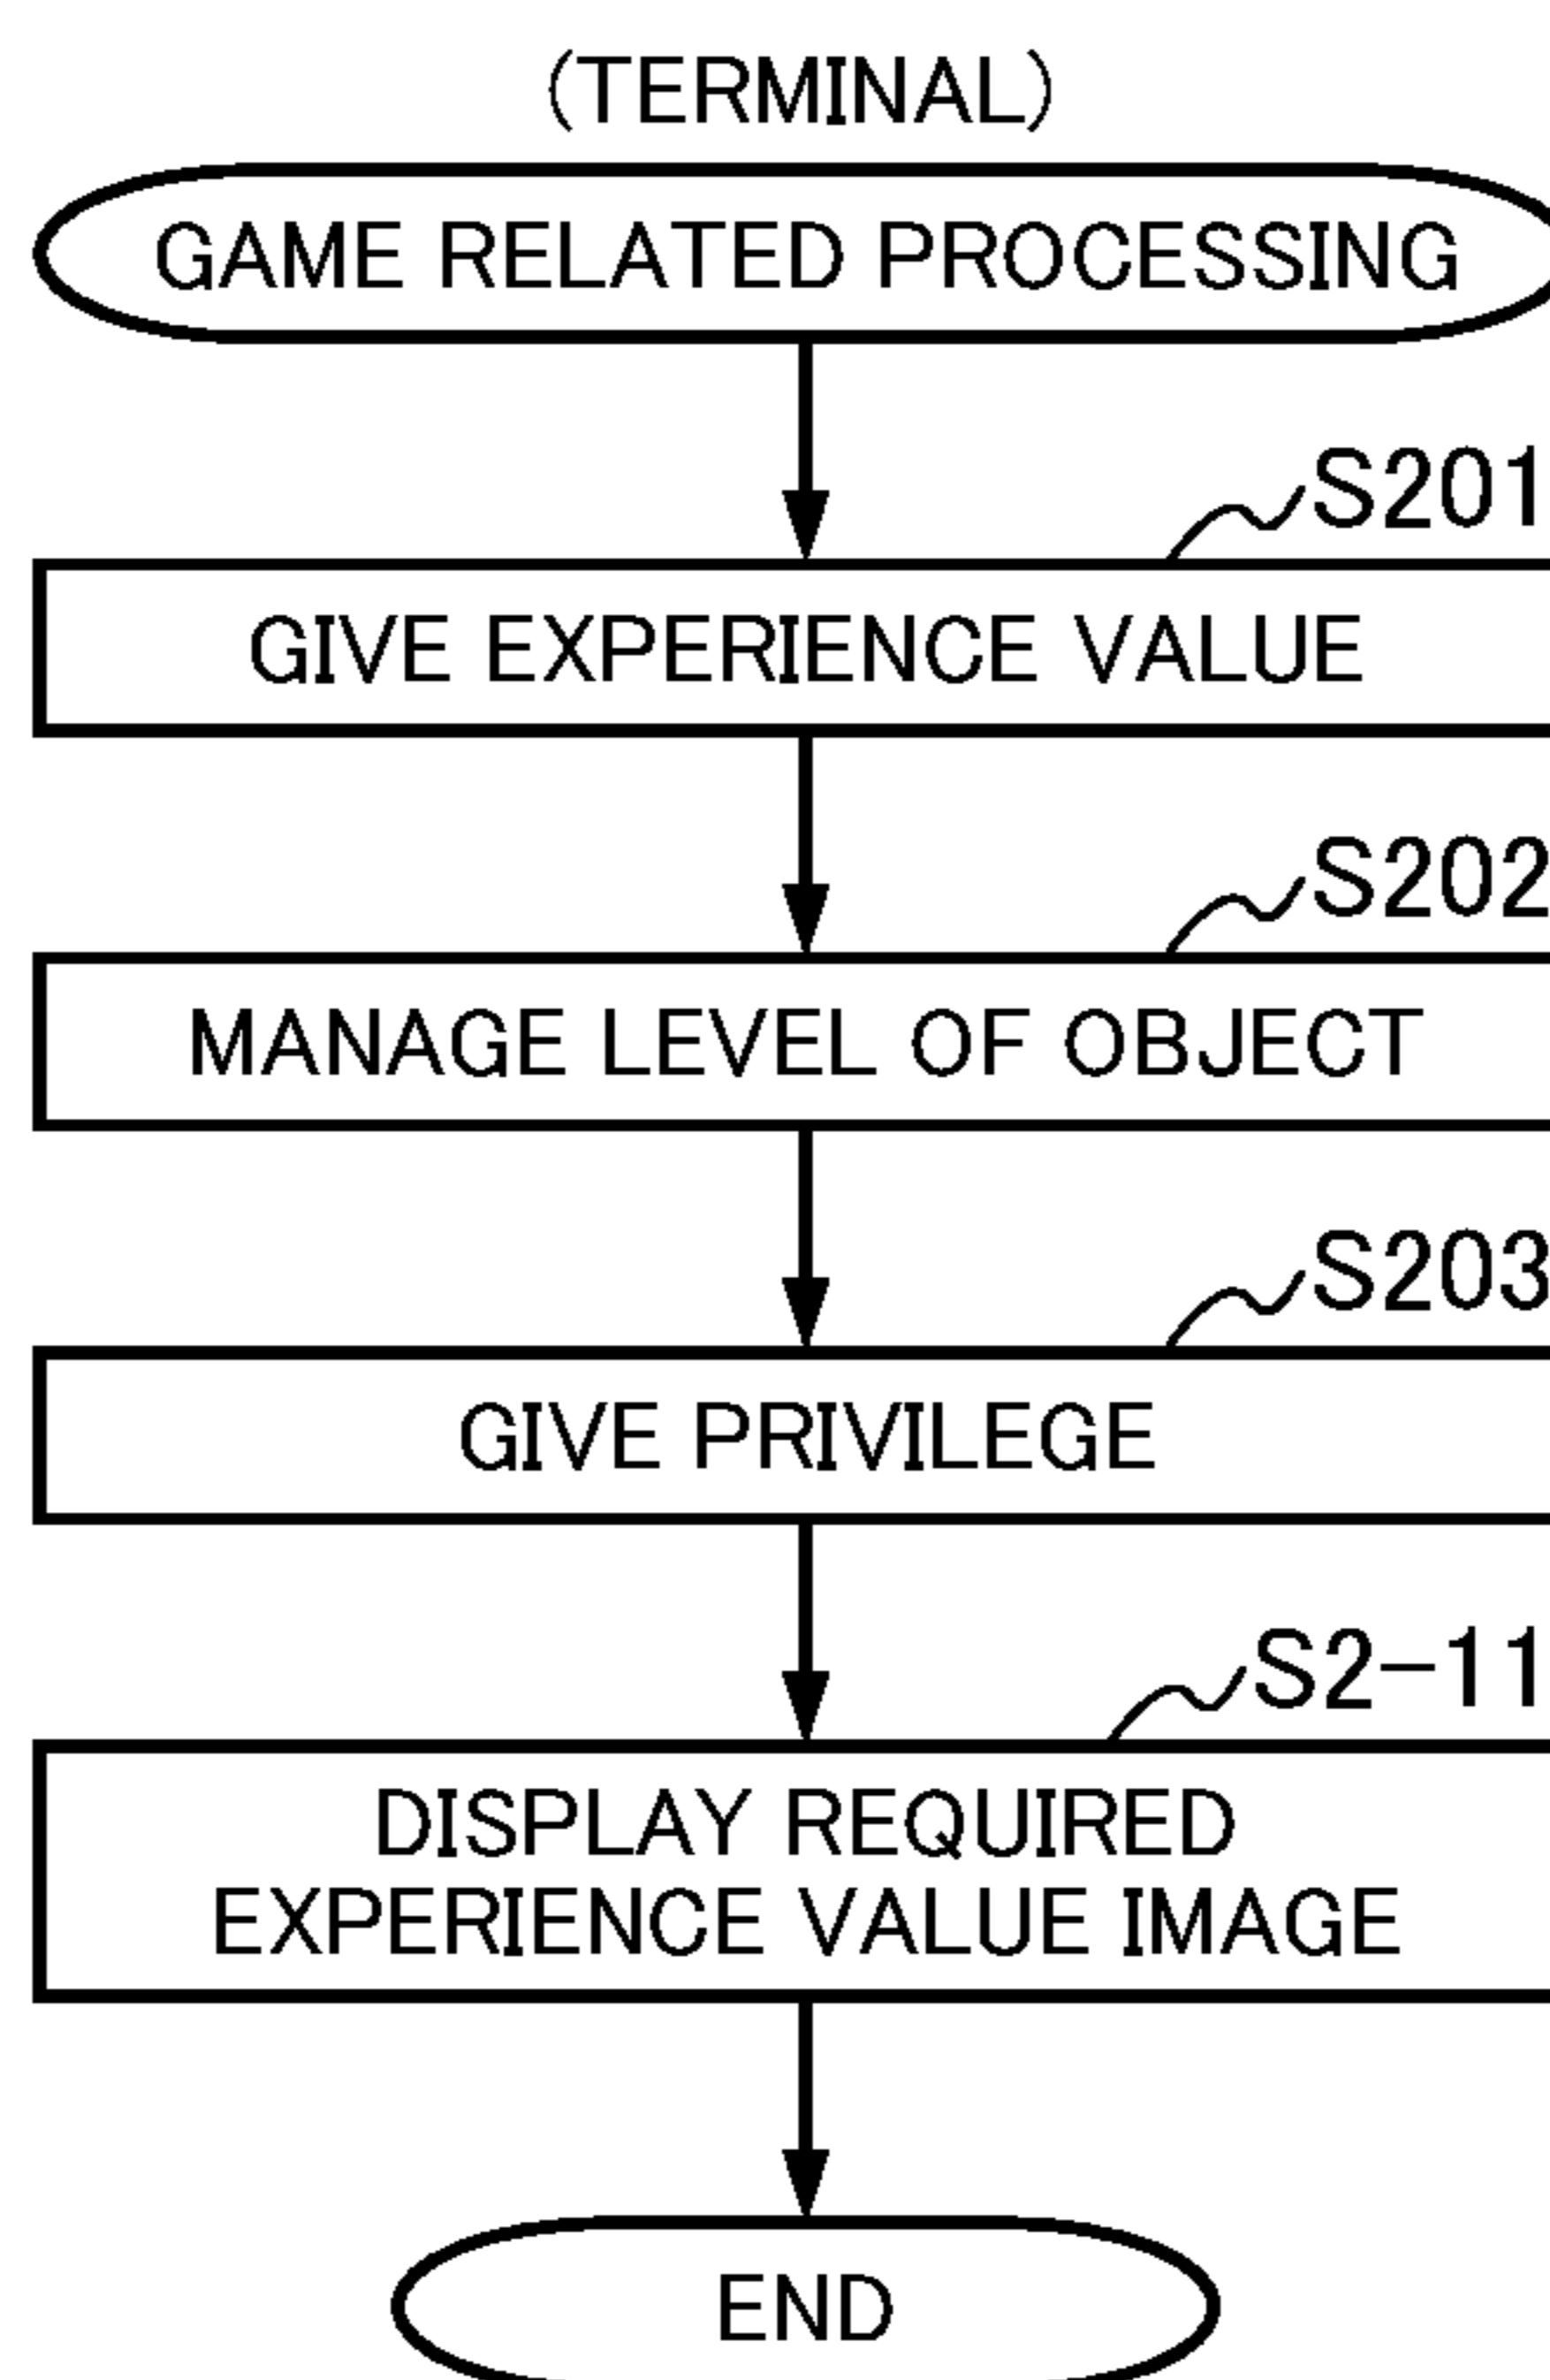 (TERMINAL)
GAME RELATED PROCESSING
S201
GIVE EXPERIENCE VALUE
S202
MANAGE LEVEL OF OBJECT
S203
GIVE PRIVILEGE
S2-11
DISPLAY REQUIRED
EXPERIENCE VALUE IMAGE
END